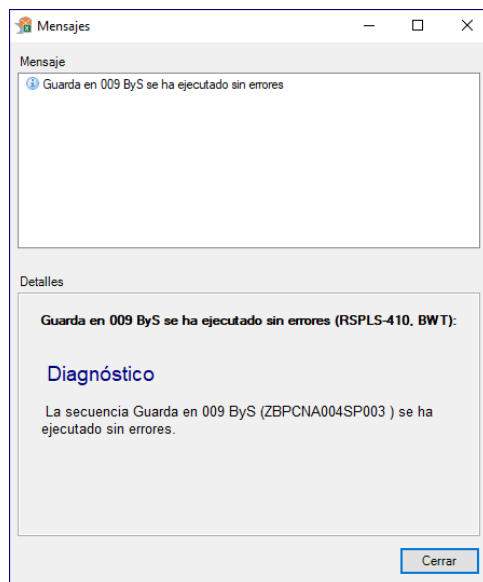 Mensajes
Mensaje
Guarda en 009 ByS se ha ejecutado sin errores
Detalles
Guarda en 009 ByS se ha ejecutado sin errores (RSPLS-410, BWT):
Diagnóstico
La secuencia Guarda en 009 ByS (ZBPCNA004SP003 ) se ha
ejecutado sin errores.
Cerrar